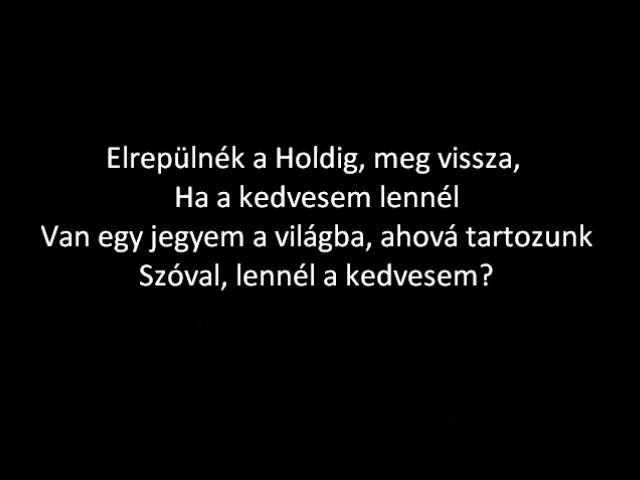 Elrepülnék a Holdig, meg vissza,
Ha a kedvesem lennél
Van egy jegyem a világba, ahová tartozunk
Szóval, lennél a kedvesem?